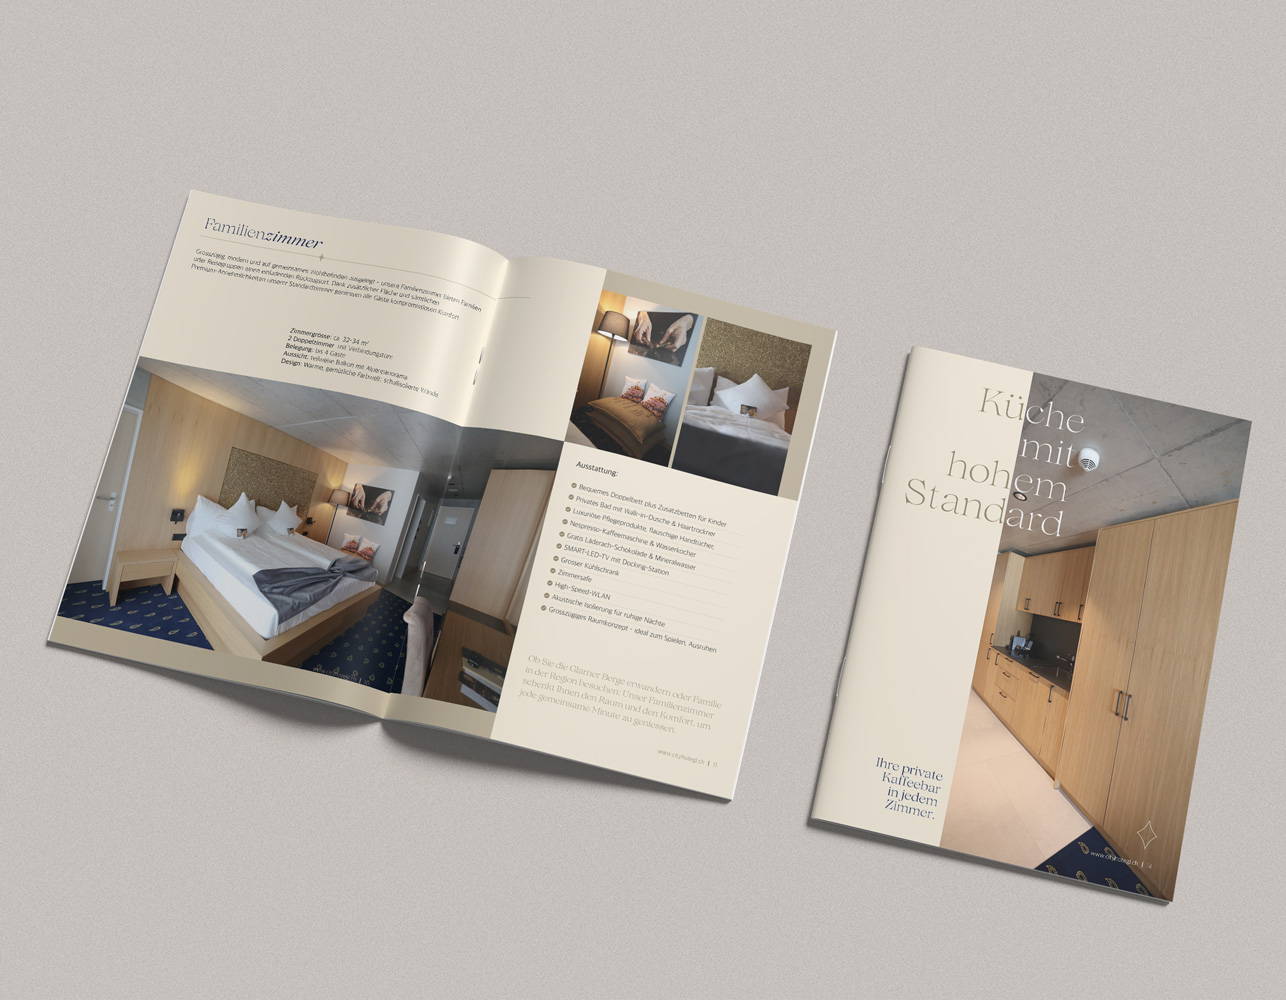 Familienzimmer
Grosszügig, modern und auf gemeinsames Wohlbefinden ausgelegt – unsere Familienzimmer bieten Familien
oder Reisegruppen einen einladenden Rückzugsort. Dank zusätzlicher Fläche und sämtlichen
Premium-Annehmlichkeiten unserer Standardzimmer geniessen alle Gäste kompromisslosen Komfort.
Zimmergrösse: ca. 32-34 m²
2 Doppelzimmer mit Verbindungstüre
Belegung: bis 4 Gäste
Aussicht: teilweise Balkon mit Alpenpanorama
Design: Warme, gemütliche Farbwelt; schallisolierte Wände
Ausstattung:
Bequemes Doppelbett plus Zusatzbetten für Kinder
Privates Bad mit Walk-in-Dusche & Haartrockner
Luxuriöse Pflegeprodukte, flauschige Handtücher,
Nespresso-Kaffeemaschine & Wasserkocher
Gratis Läderach-Schokolade & Mineralwasser
SMART-LED-TV mit Docking-Station
Grosser Kühlschrank
Zimmersafe
High-Speed-WLAN
Akustische Isolierung für ruhige Nächte
Grosszügiges Raumkonzept – ideal zum Spielen, Ausruhen
Ob Sie die Glarner Berge erwandern oder Familie
in der Region besuchen: Unser Familienzimmer
schenkt Ihnen den Raum und den Komfort, um
jede gemeinsame Minute zu geniessen.
www.cityhotelgl.ch | 11
Küche
mit
hohem
Standard
Ihre private
Kaffeebar
in jedem
Zimmer.
www.cityhotelgl.ch | 14